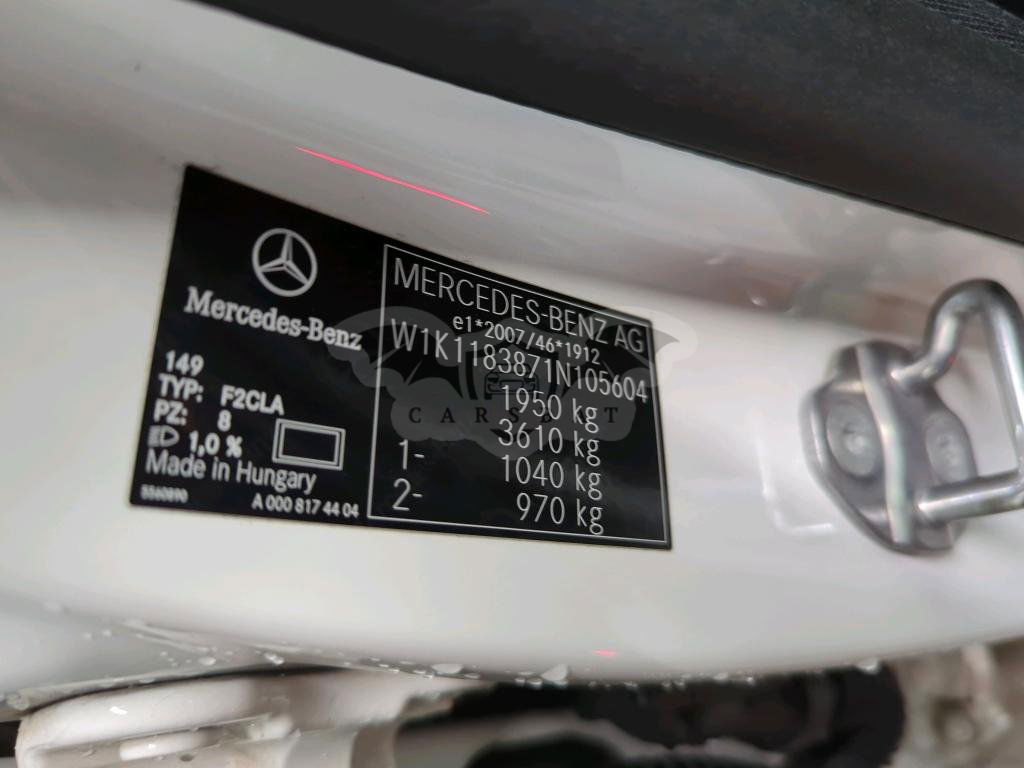 Mercedes-Benz
149
TYP: F2CLA
PZ: 8
1,0 %
Made in Hungary
A 000 817 44 04
MERCEDES-BENZ AG
e1*2007/46*1912
W1K1183871N105604
1950 kg
3610 kg
1- 1040 kg
2- 970 kg